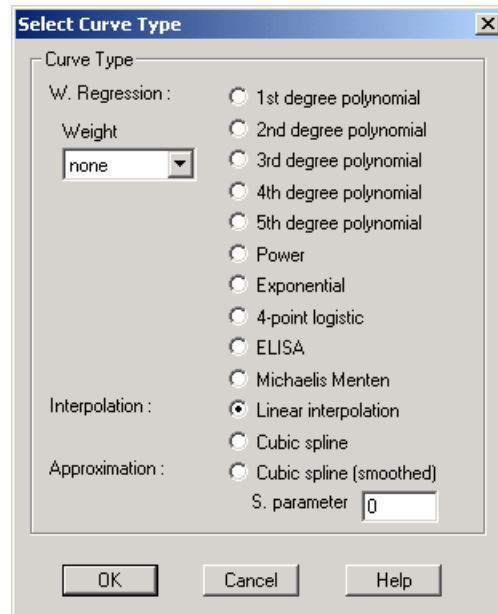 Select Curve Type
Curve Type
W. Regression :
1st degree polynomial
Weight
2nd degree polynomial
none
3rd degree polynomial
4th degree polynomial
5th degree polynomial
Power
Exponential
4-point logistic
ELISA
Michaelis Menten
Interpolation :
Linear interpolation
Cubic spline
Approximation :
Cubic spline (smoothed)
S. parameter 0
OK Cancel Help